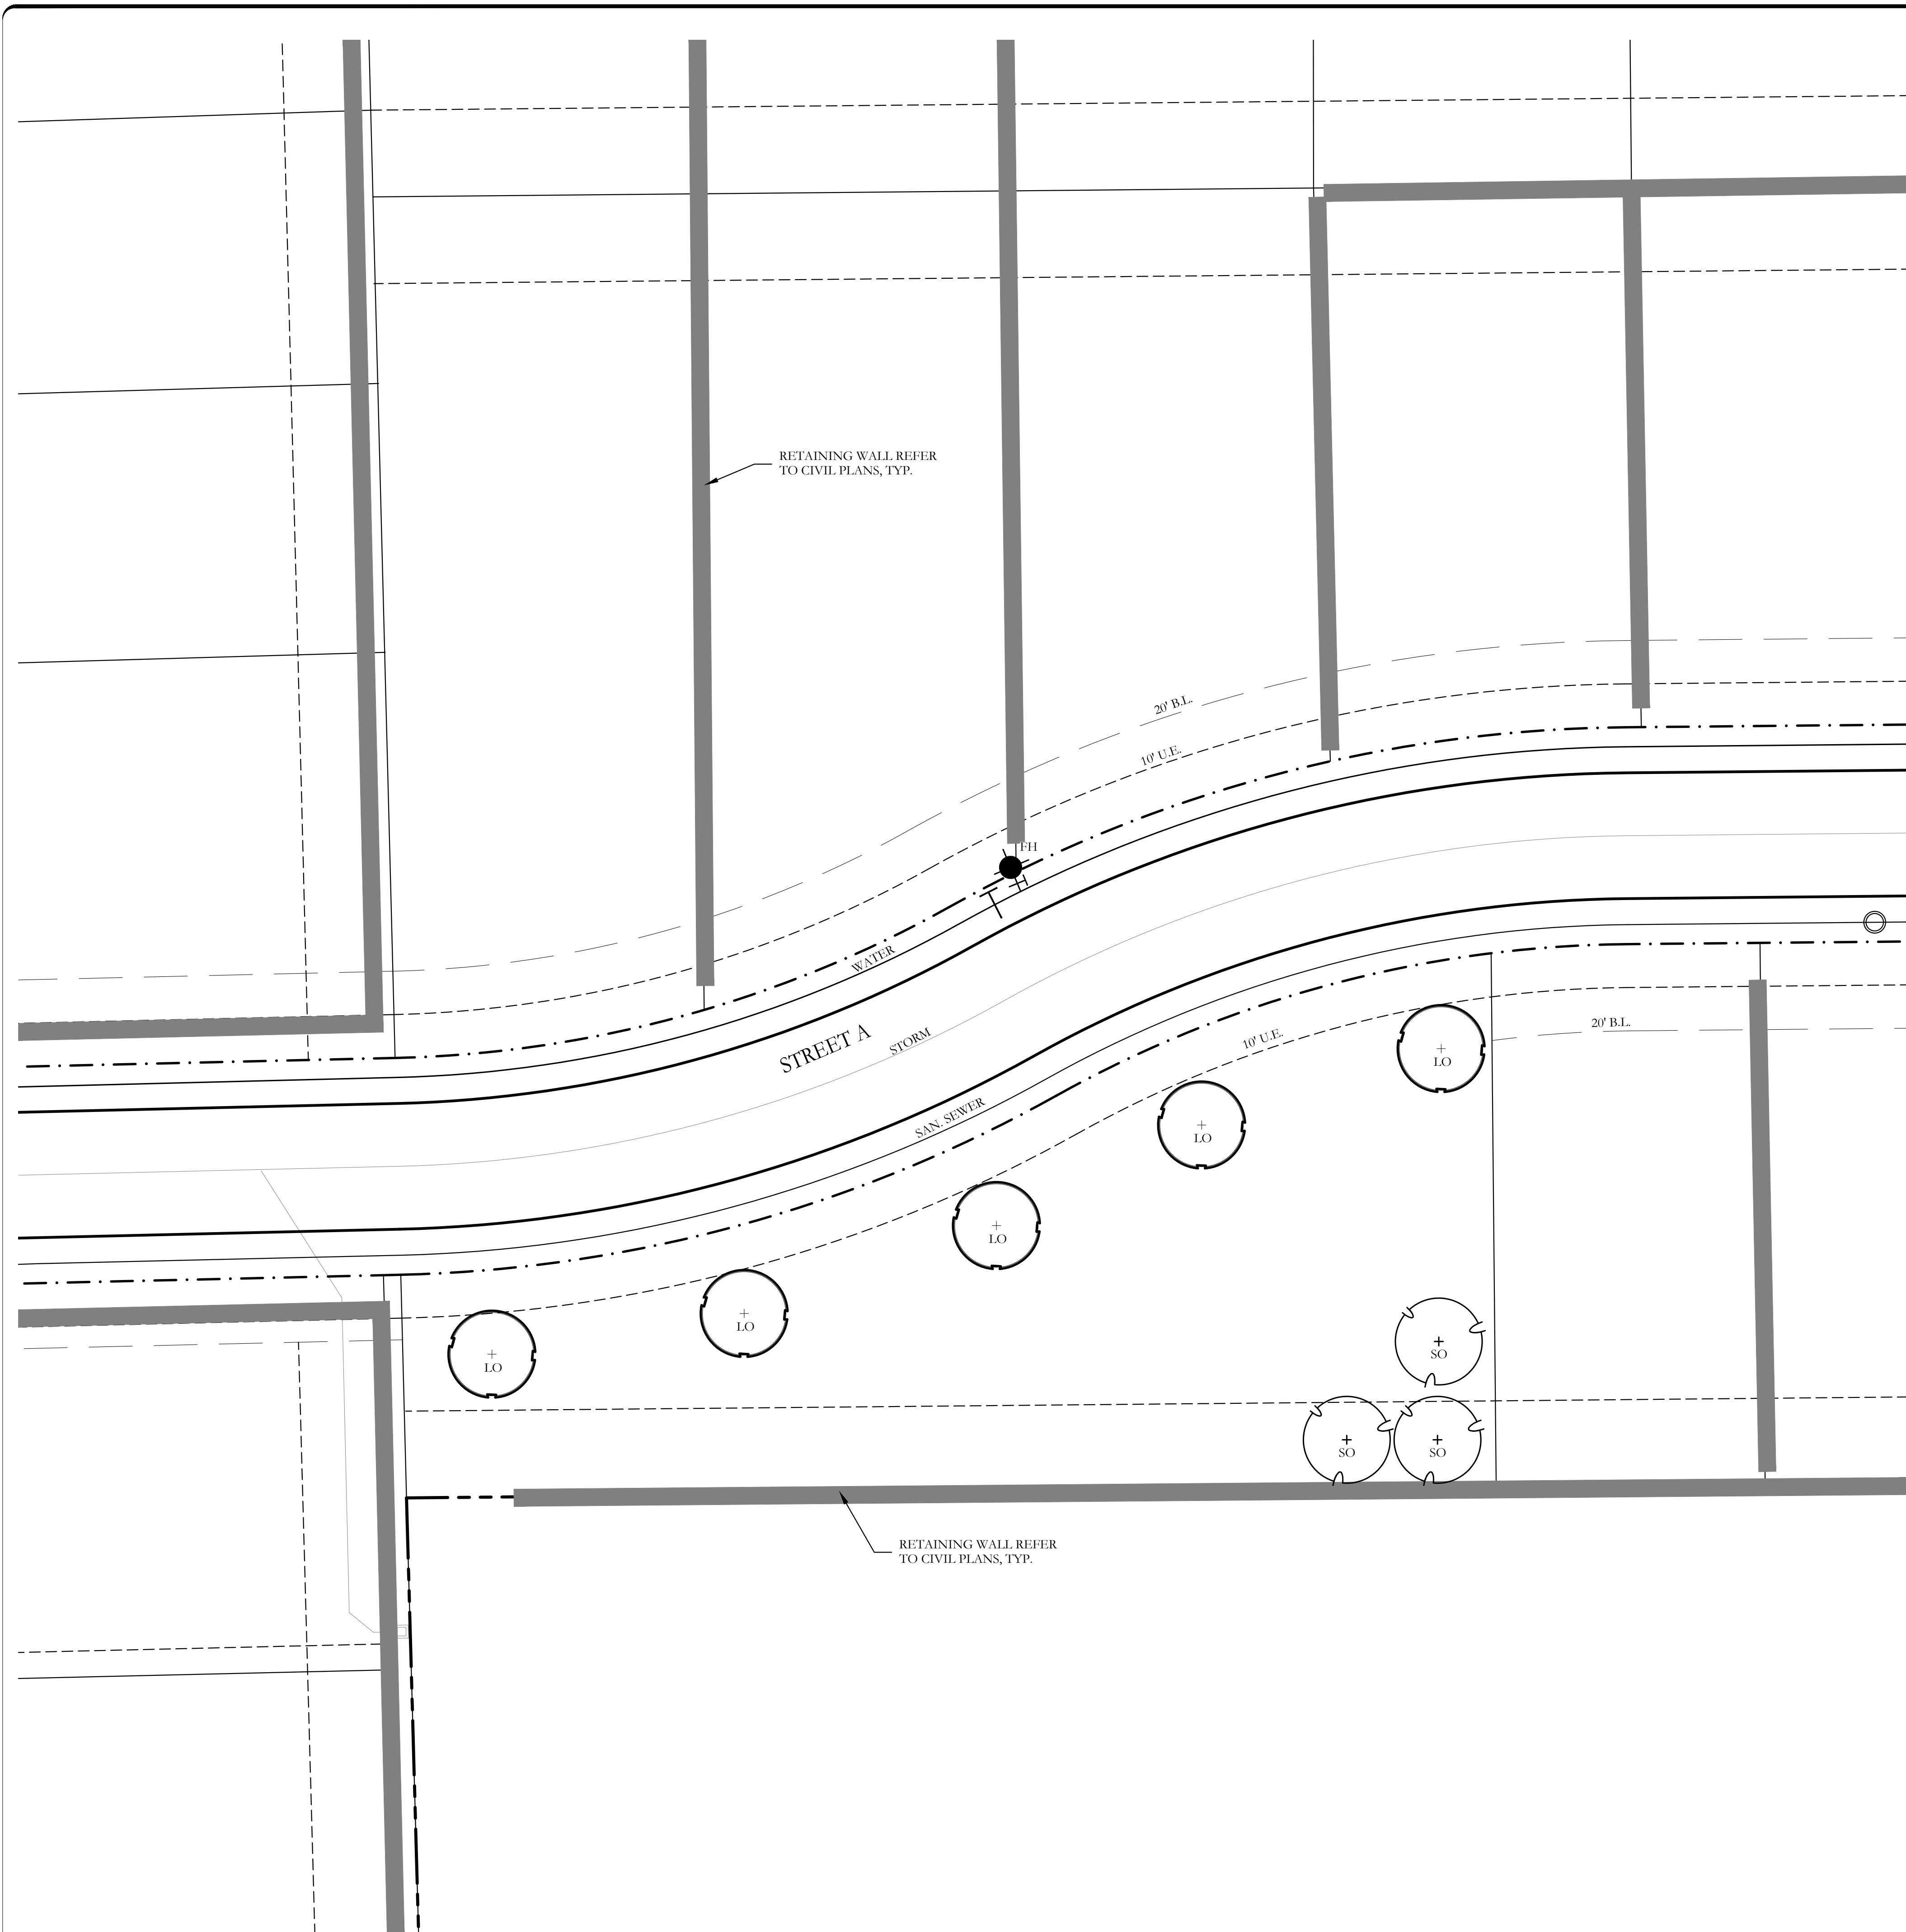 RETAINING WALL REFER
TO CIVIL PLANS, TYP.
20' B.L.
10' U.E.
FH
WATER
STREET A
STORM
20' B.L.
10' U.E.
LO
SAN. SEWER
LO
LO
LO
LO
SO
SO
SO
RETAINING WALL REFER
TO CIVIL PLANS, TYP.